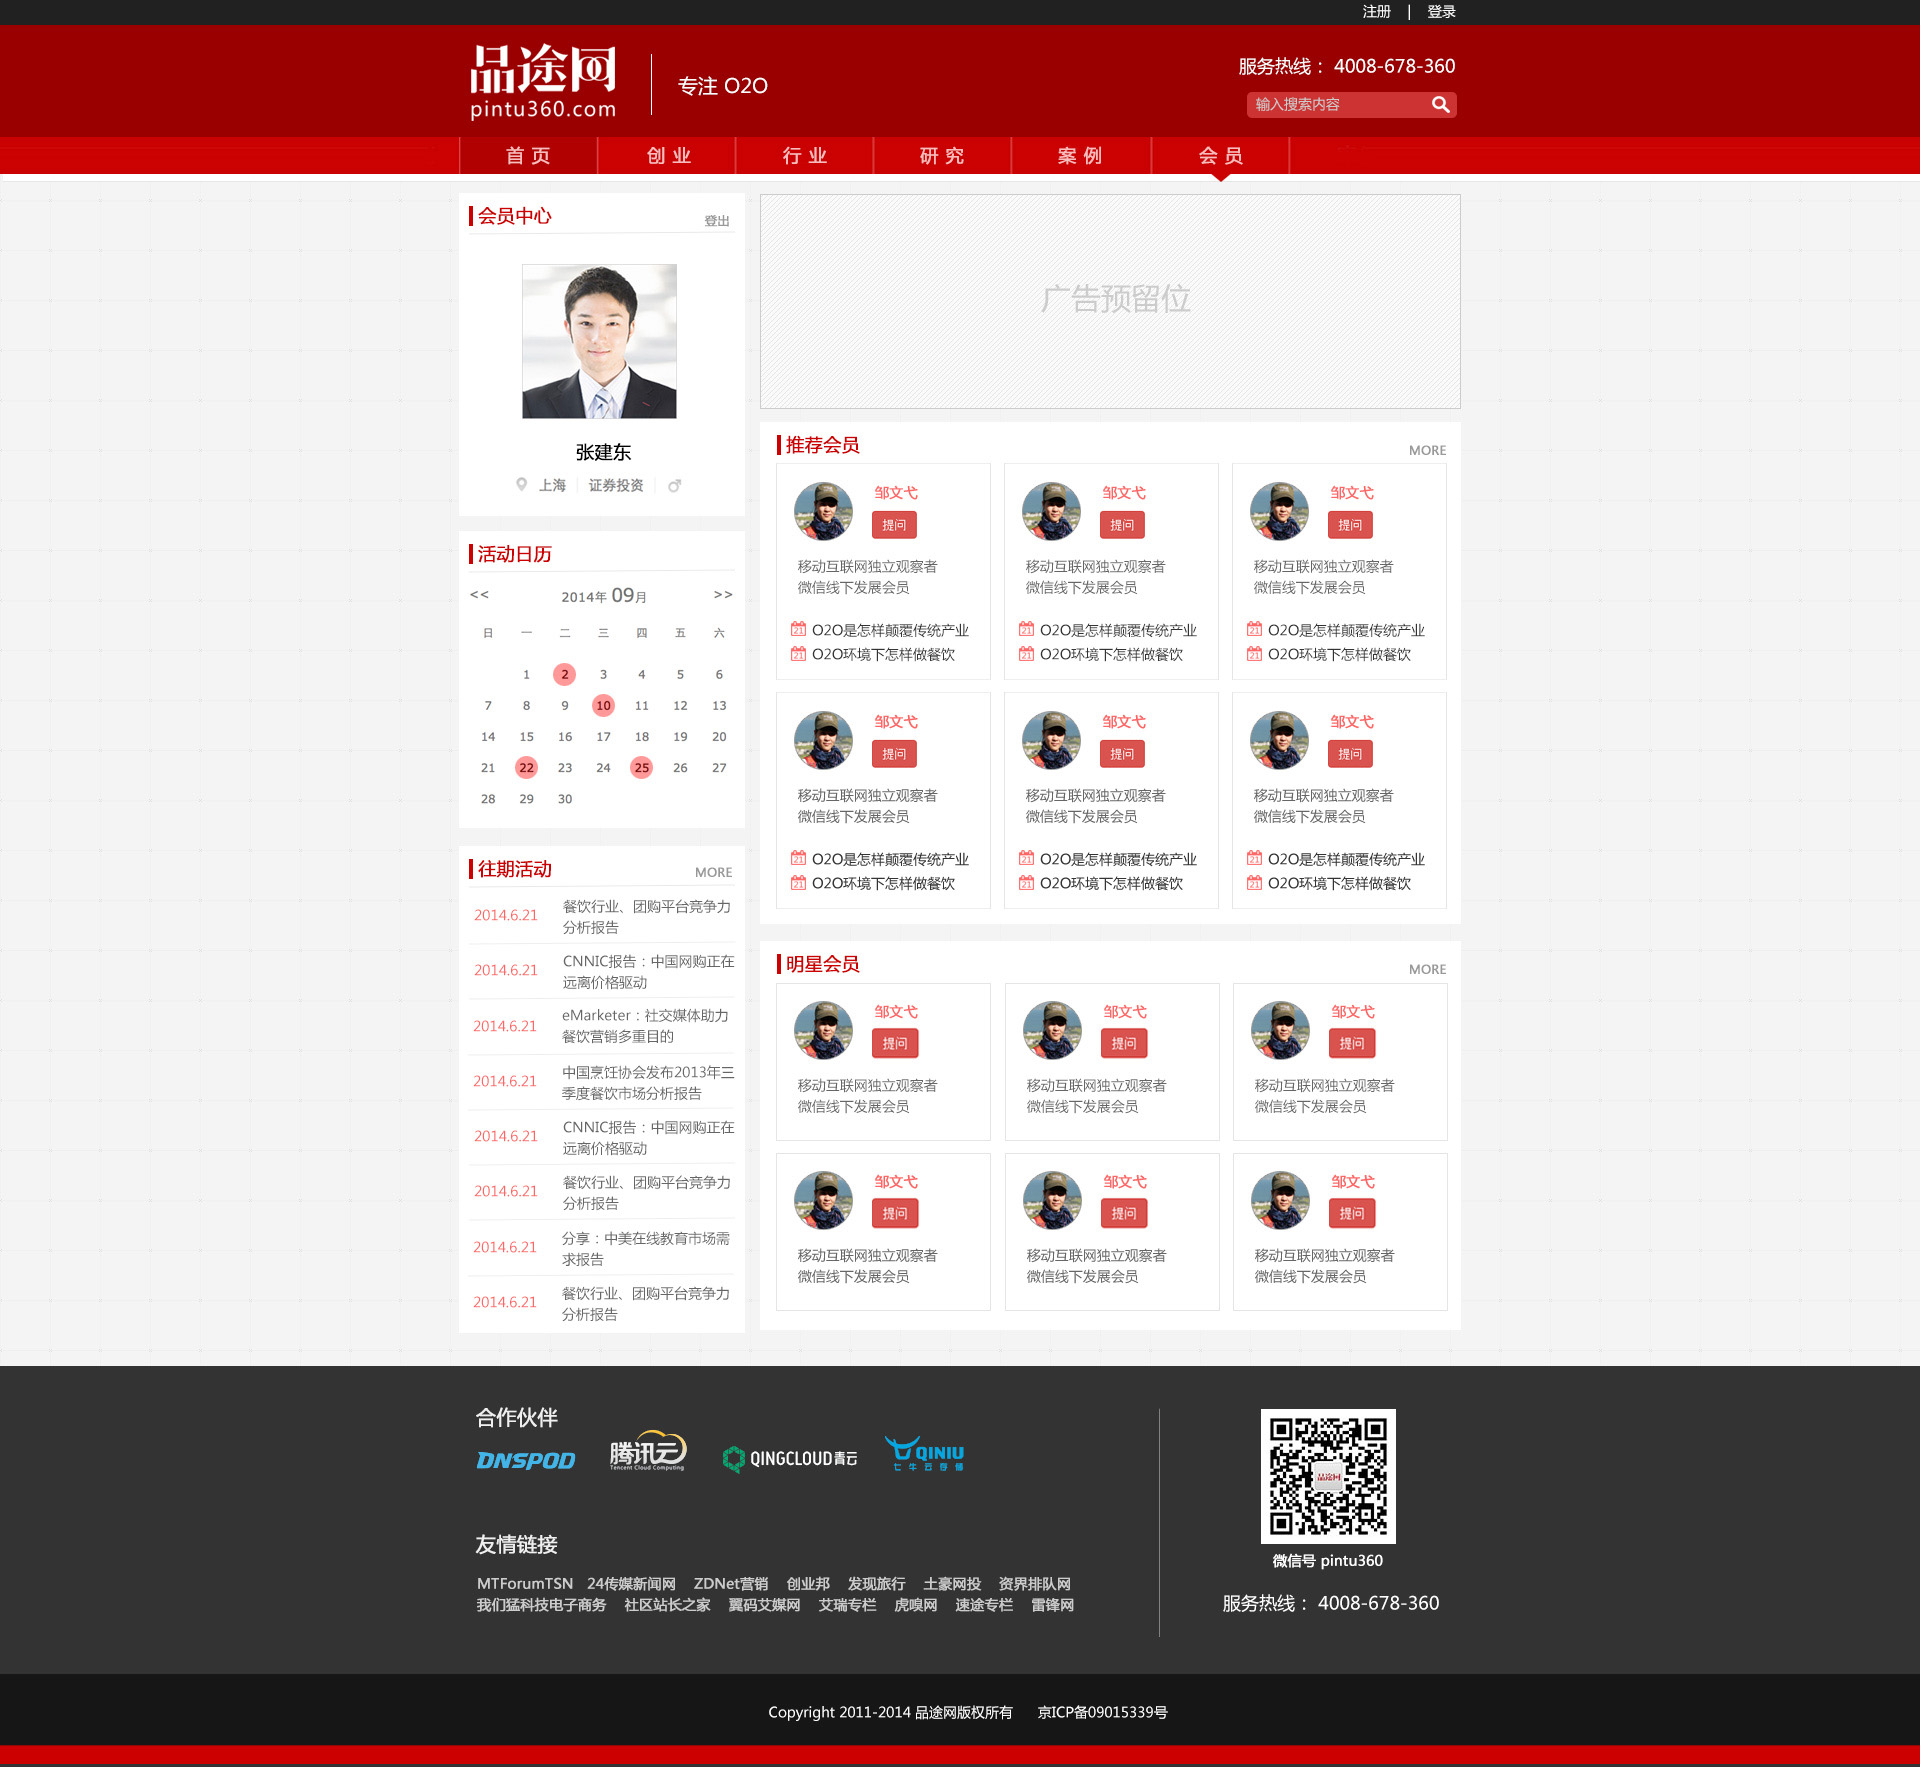 注册 | 登录
品途网
pintu360.com
专注 O2O
服务热线： 4008-678-360
输入搜索内容
首 页 创 业 行 业 研 究 案 例 会 员
会员中心 登出
张建东
上海 证券投资
广告预留位
活动日历
<< 2014年 09月 >>
日 一 二 三 四 五 六
1 2 3 4 5 6
7 8 9 10 11 12 13
14 15 16 17 18 19 20
21 22 23 24 25 26 27
28 29 30
往期活动 MORE
2014.6.21 餐饮行业、团购平台竞争力
分析报告
2014.6.21 CNNIC报告：中国网购正在
远离价格驱动
2014.6.21 eMarketer：社交媒体助力
餐饮营销多重目的
2014.6.21 中国烹饪协会发布2013年三
季度餐饮市场分析报告
2014.6.21 CNNIC报告：中国网购正在
远离价格驱动
2014.6.21 餐饮行业、团购平台竞争力
分析报告
2014.6.21 分享：中美在线教育市场需
求报告
2014.6.21 餐饮行业、团购平台竞争力
分析报告
推荐会员 MORE
邹文弋 邹文弋 邹文弋
提问 提问 提问
移动互联网独立观察者 移动互联网独立观察者 移动互联网独立观察者
微信线下发展会员 微信线下发展会员 微信线下发展会员
21 O2O是怎样颠覆传统产业 21 O2O是怎样颠覆传统产业 21 O2O是怎样颠覆传统产业
21 O2O环境下怎样做餐饮 21 O2O环境下怎样做餐饮 21 O2O环境下怎样做餐饮
邹文弋 邹文弋 邹文弋
提问 提问 提问
移动互联网独立观察者 移动互联网独立观察者 移动互联网独立观察者
微信线下发展会员 微信线下发展会员 微信线下发展会员
21 O2O是怎样颠覆传统产业 21 O2O是怎样颠覆传统产业 21 O2O是怎样颠覆传统产业
21 O2O环境下怎样做餐饮 21 O2O环境下怎样做餐饮 21 O2O环境下怎样做餐饮
明星会员 MORE
邹文弋 邹文弋 邹文弋
提问 提问 提问
移动互联网独立观察者 移动互联网独立观察者 移动互联网独立观察者
微信线下发展会员 微信线下发展会员 微信线下发展会员
邹文弋 邹文弋 邹文弋
提问 提问 提问
移动互联网独立观察者 移动互联网独立观察者 移动互联网独立观察者
微信线下发展会员 微信线下发展会员 微信线下发展会员
合作伙伴
DNSPOD 腾讯云 QINGCLOUD青云 QINIU
Tencent Cloud Computing 七牛云存储
友情链接
MTForumTSN 24传媒新闻网 ZDNet营销 创业邦 发现旅行 土豪网投 资界排队网
我们猛科技电子商务 社区站长之家 翼码艾媒网 艾瑞专栏 虎嗅网 速途专栏 雷锋网
品途网
微信号 pintu360
服务热线： 4008-678-360
Copyright 2011-2014 品途网版权所有 京ICP备09015339号